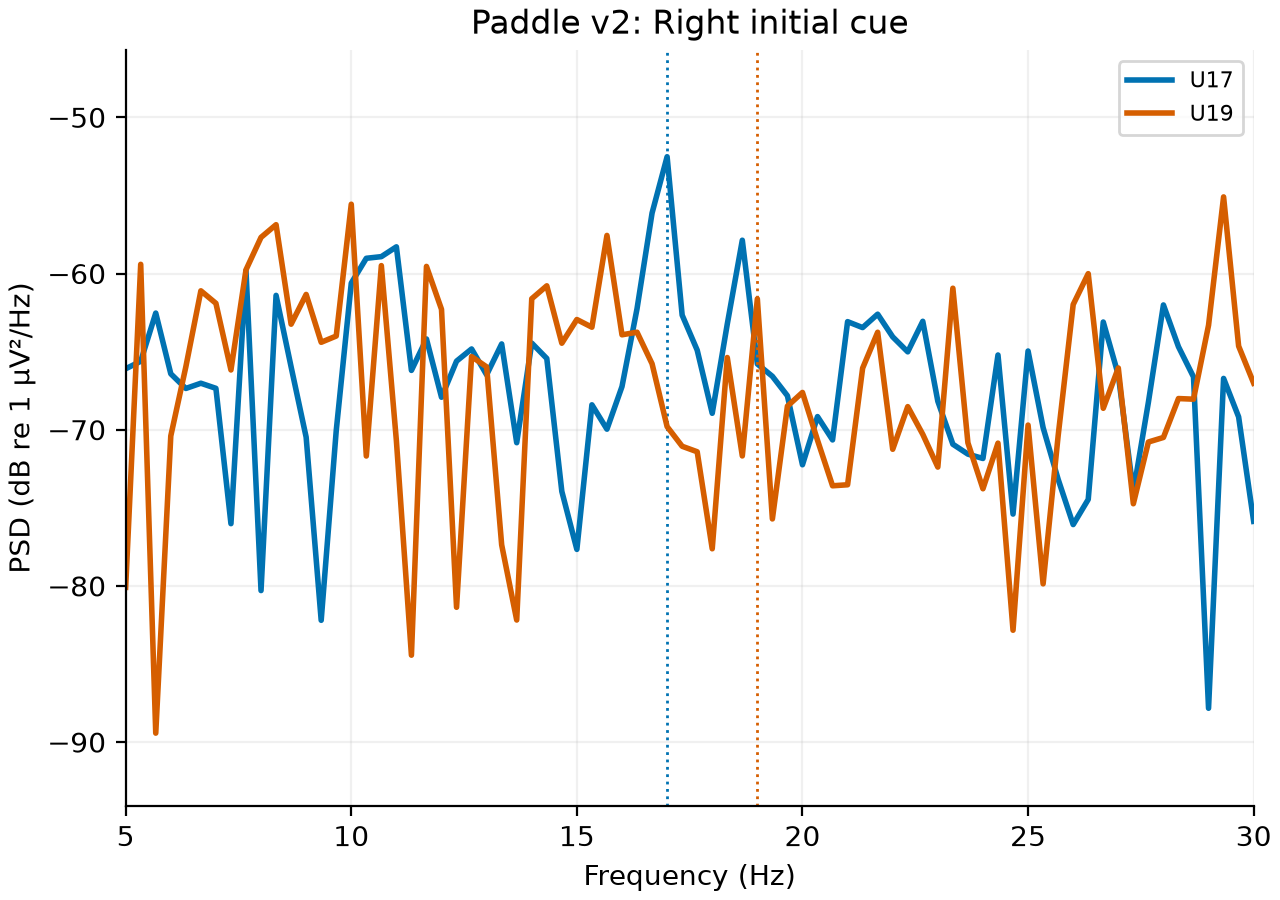 Paddle v2: Right initial cue
U17
U19
PSD (dB re 1 µV²/Hz)
−50
−60
−70
−80
−90
5
10
15
20
25
30
Frequency (Hz)